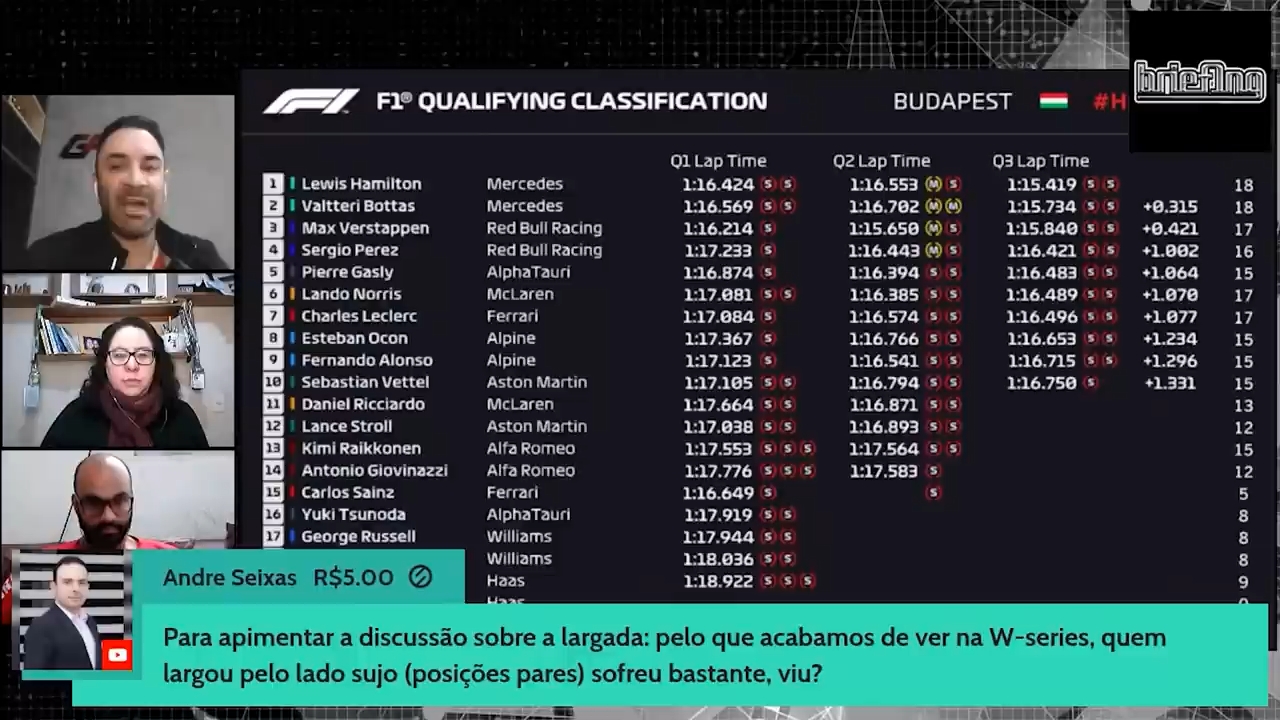 briefing
F1® QUALIFYING CLASSIFICATION BUDAPEST #H
Q1 Lap Time Q2 Lap Time Q3 Lap Time
1 Lewis Hamilton Mercedes 1:16.424 S S 1:16.553 M S 1:15.419 S S 18
2 Valtteri Bottas Mercedes 1:16.569 S S 1:16.702 M M 1:15.734 S S +0.315 18
3 Max Verstappen Red Bull Racing 1:16.214 S 1:15.650 M S 1:15.840 S S +0.421 17
4 Sergio Perez Red Bull Racing 1:17.233 S 1:16.443 M S 1:16.421 S S +1.002 16
5 Pierre Gasly AlphaTauri 1:16.874 S 1:16.394 S S 1:16.483 S S +1.064 15
6 Lando Norris McLaren 1:17.081 S S 1:16.385 S S 1:16.489 S S +1.070 17
7 Charles Leclerc Ferrari 1:17.084 S 1:16.574 S S 1:16.496 S S +1.077 17
8 Esteban Ocon Alpine 1:17.367 S 1:16.766 S S 1:16.653 S S +1.234 15
9 Fernando Alonso Alpine 1:17.123 S 1:16.541 S S 1:16.715 S S +1.296 15
10 Sebastian Vettel Aston Martin 1:17.105 S S 1:16.794 S S 1:16.750 S +1.331 15
11 Daniel Ricciardo McLaren 1:17.664 S S 1:16.871 S S 13
12 Lance Stroll Aston Martin 1:17.038 S S 1:16.893 S S 12
13 Kimi Raikkonen Alfa Romeo 1:17.553 S S S 1:17.564 S S 15
14 Antonio Giovinazzi Alfa Romeo 1:17.776 S S S 1:17.583 S 12
15 Carlos Sainz Ferrari 1:16.649 S S 5
16 Yuki Tsunoda AlphaTauri 1:17.919 S S 8
17 George Russell Williams 1:17.944 S S 8
Williams 1:18.036 S S 8
Haas 1:18.922 S S S 9
Haas
Andre Seixas R$5.00
Para apimentar a discussão sobre a largada: pelo que acabamos de ver na W-series, quem
largou pelo lado sujo (posições pares) sofreu bastante, viu?